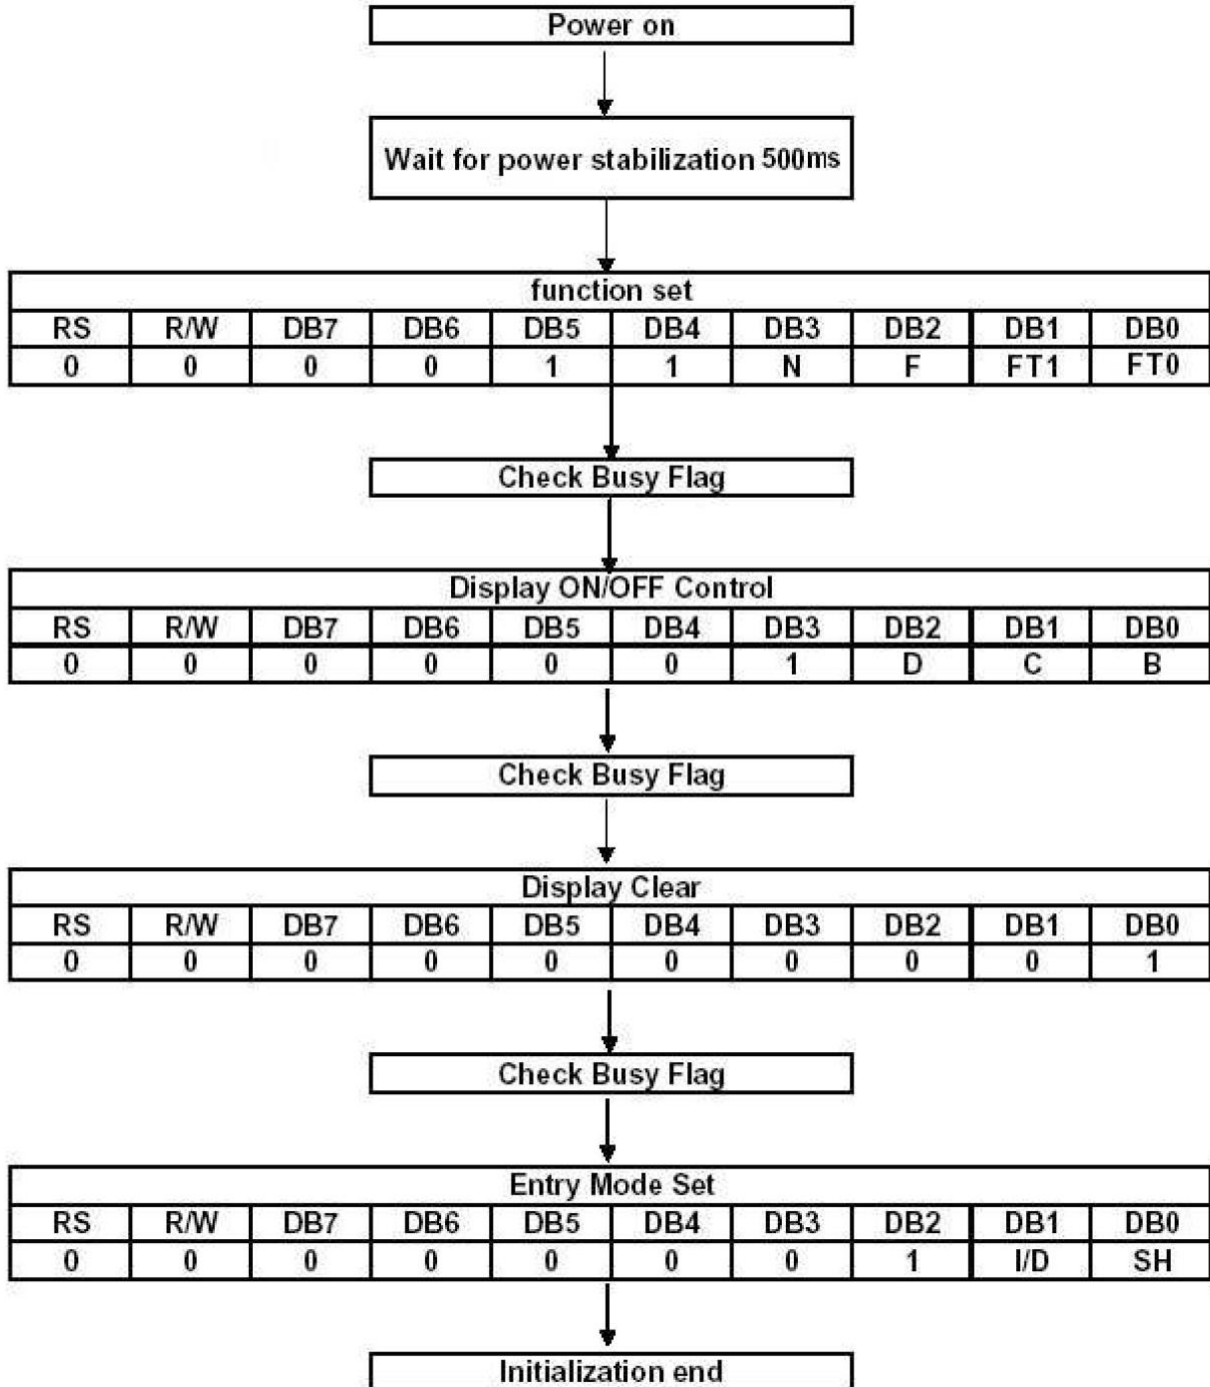 Power on
Wait for power stabilization 500ms
function set
RS R/W DB7 DB6 DB5 DB4 DB3 DB2 DB1 DB0
0 0 0 0 1 1 N F FT1 FT0
Check Busy Flag
Display ON/OFF Control
RS R/W DB7 DB6 DB5 DB4 DB3 DB2 DB1 DB0
0 0 0 0 0 0 1 D C B
Check Busy Flag
Display Clear
RS R/W DB7 DB6 DB5 DB4 DB3 DB2 DB1 DB0
0 0 0 0 0 0 0 0 0 1
Check Busy Flag
Entry Mode Set
RS R/W DB7 DB6 DB5 DB4 DB3 DB2 DB1 DB0
0 0 0 0 0 0 0 1 I/D SH
Initialization end